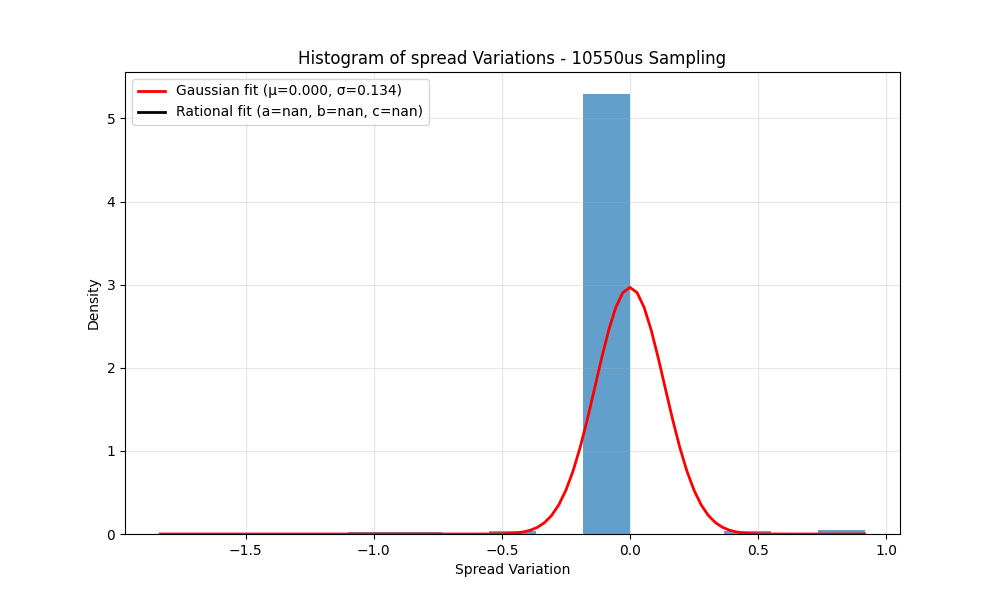 Histogram of spread Variations - 10550us Sampling
Gaussian fit (μ=0.000, σ=0.134)
Rational fit (a=nan, b=nan, c=nan)
Density
5
4
3
2
1
0
−1.5
−1.0
−0.5
0.0
0.5
1.0
Spread Variation